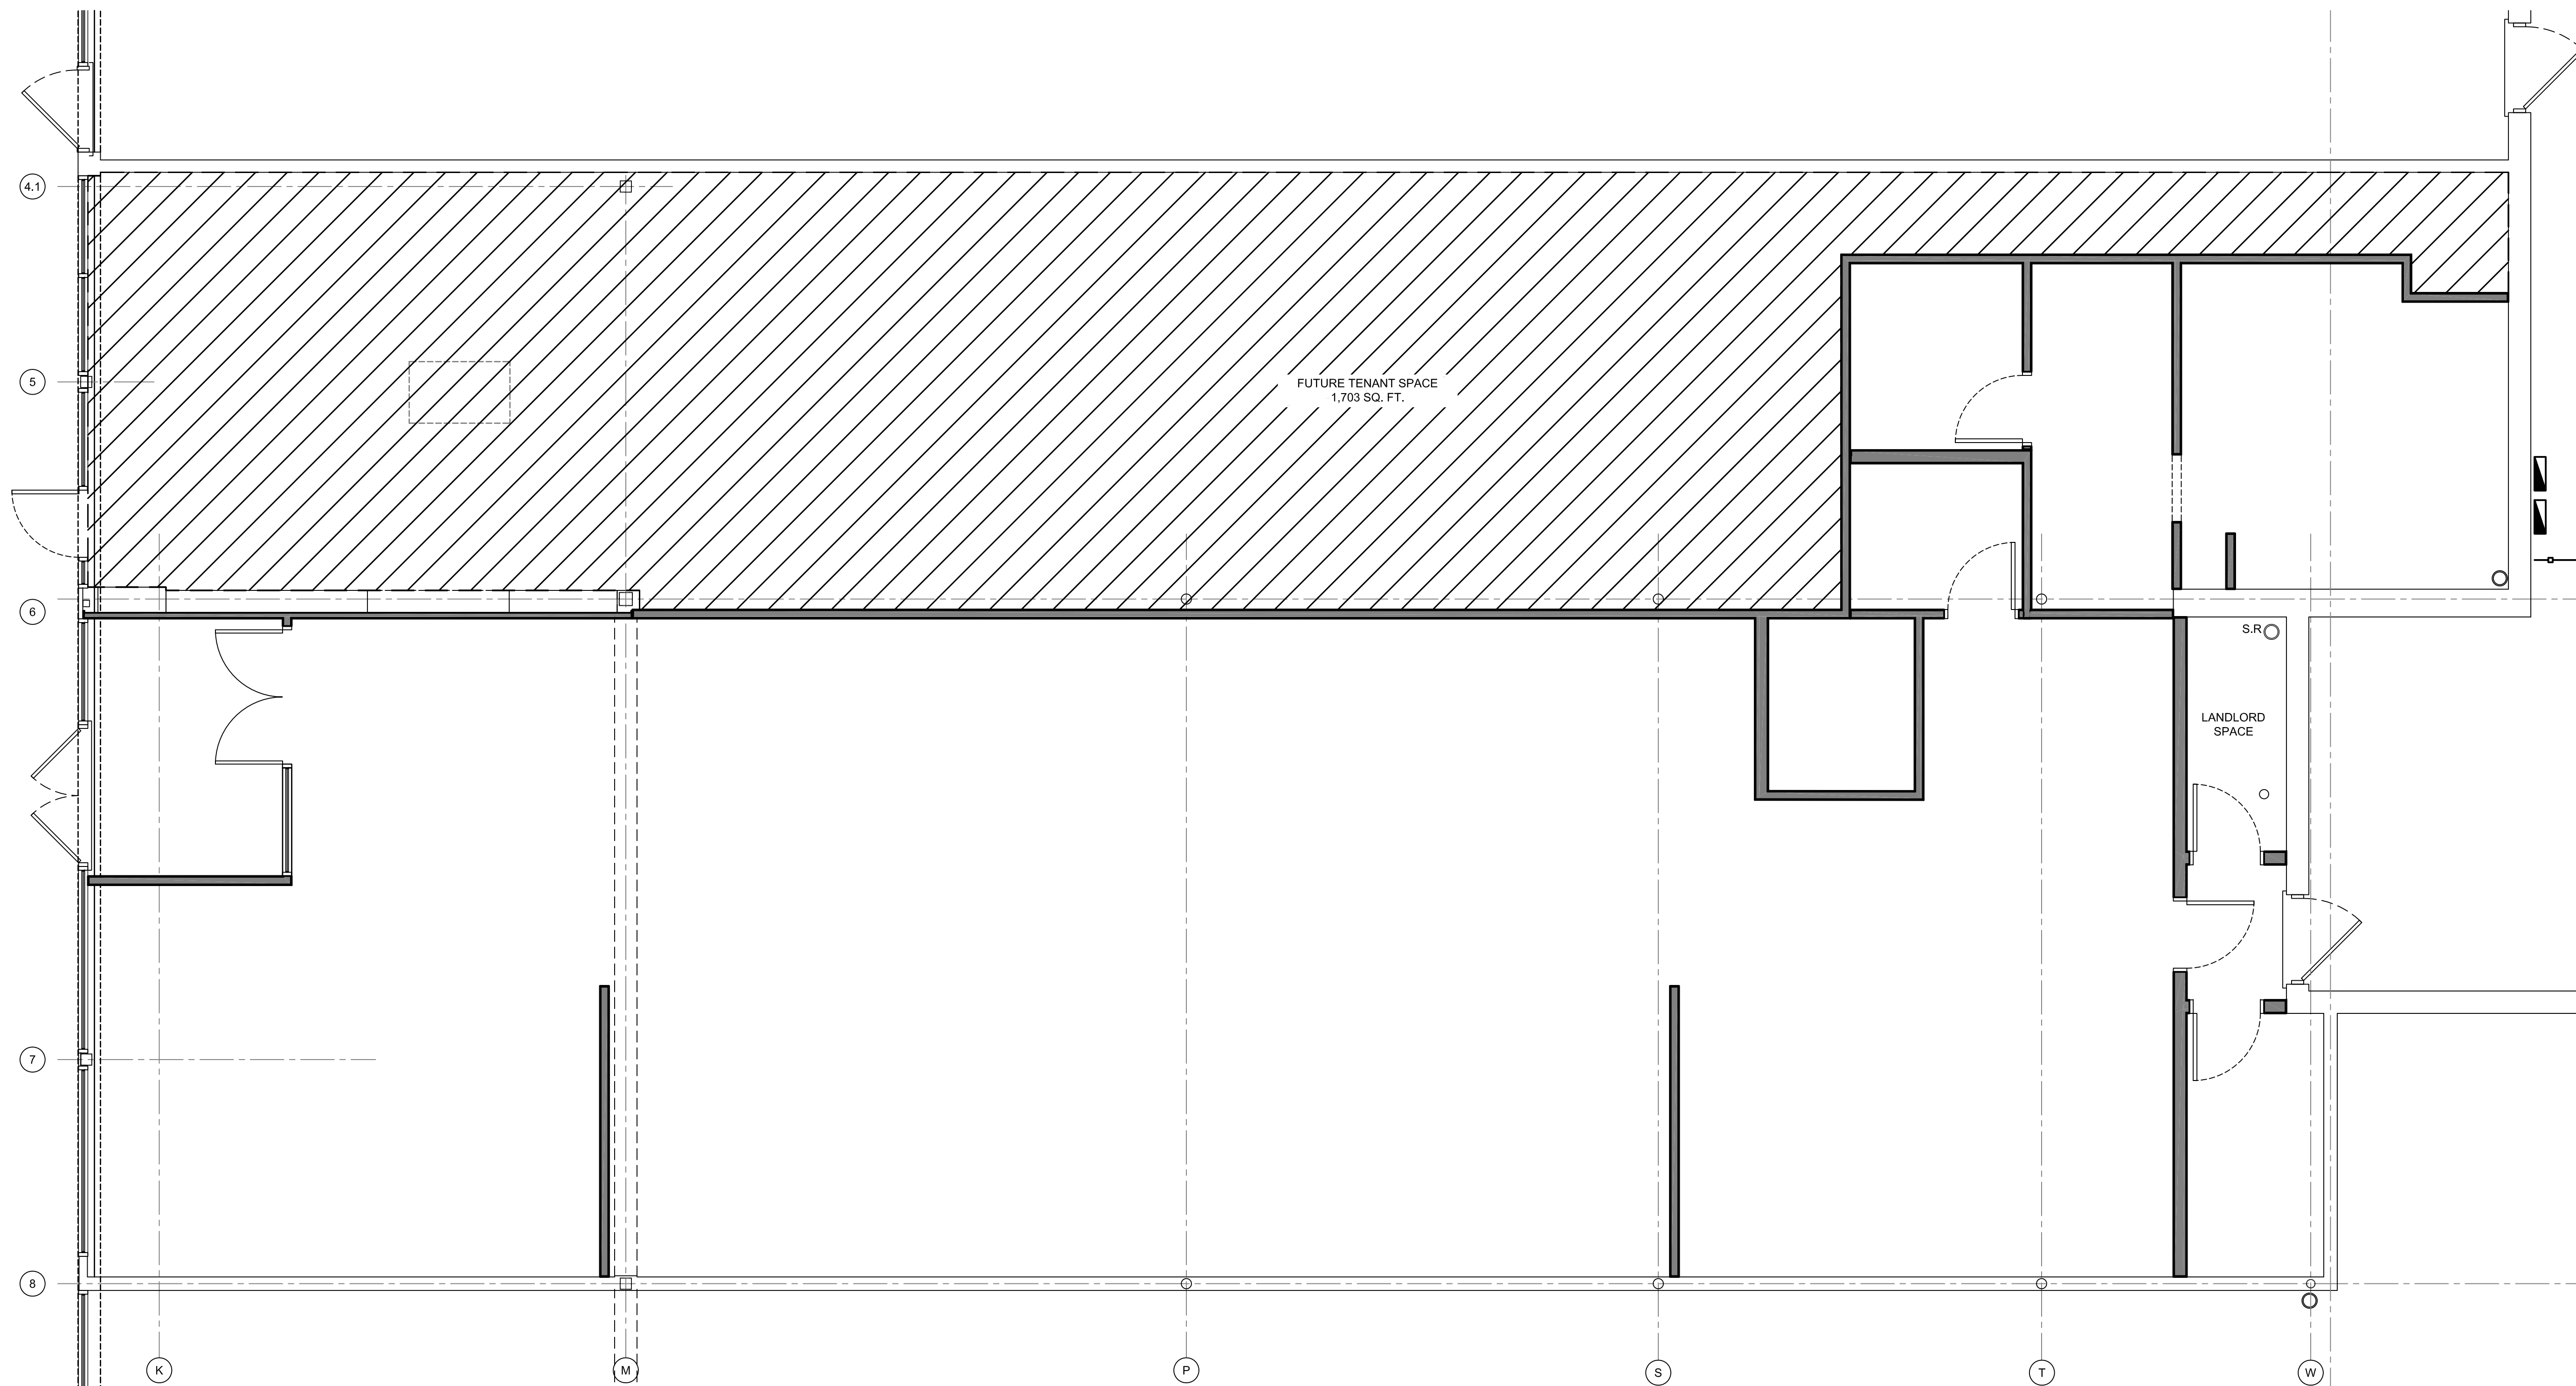 4.1
5
FUTURE TENANT SPACE
1,703 SQ. FT.
6
S.R
LANDLORD
SPACE
7
8
K
M
P
S
T
W